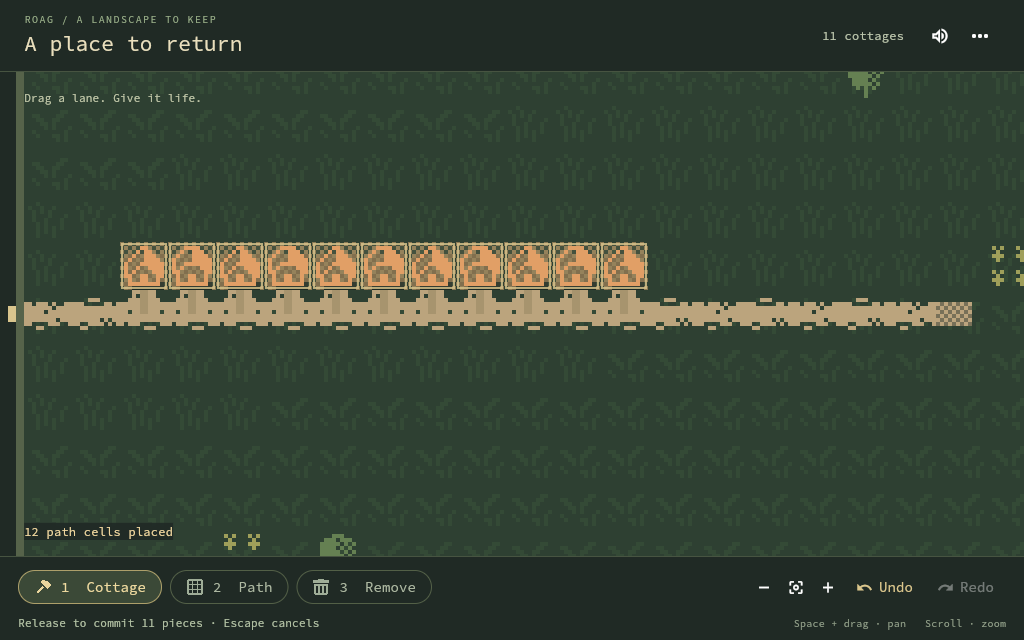 ROAG / A LANDSCAPE TO KEEP
A place to return
11 cottages
Drag a lane. Give it life.
12 path cells placed
1 Cottage
2 Path
3 Remove
Undo
Redo
Release to commit 11 pieces · Escape cancels
Space + drag · pan
Scroll · zoom